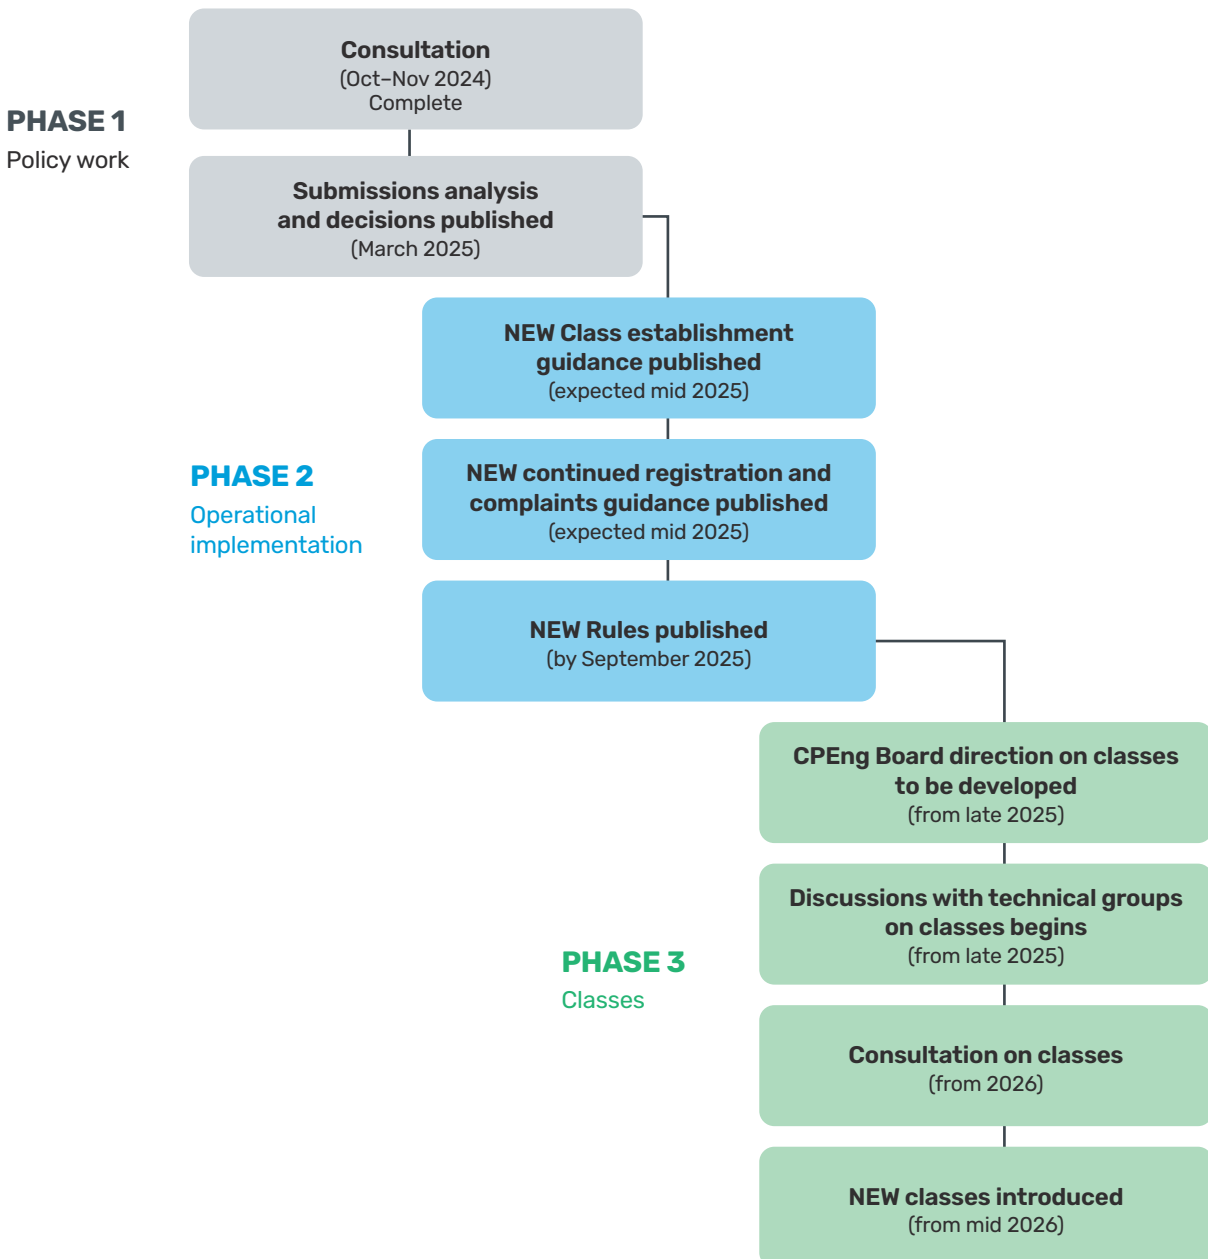 PHASE 1
Policy work
Consultation
(Oct–Nov 2024)
Complete
Submissions analysis
and decisions published
(March 2025)
PHASE 2
Operational
implementation
NEW Class establishment
guidance published
(expected mid 2025)
NEW continued registration and
complaints guidance published
(expected mid 2025)
NEW Rules published
(by September 2025)
PHASE 3
Classes
CPEng Board direction on classes
to be developed
(from late 2025)
Discussions with technical groups
on classes begins
(from late 2025)
Consultation on classes
(from 2026)
NEW classes introduced
(from mid 2026)